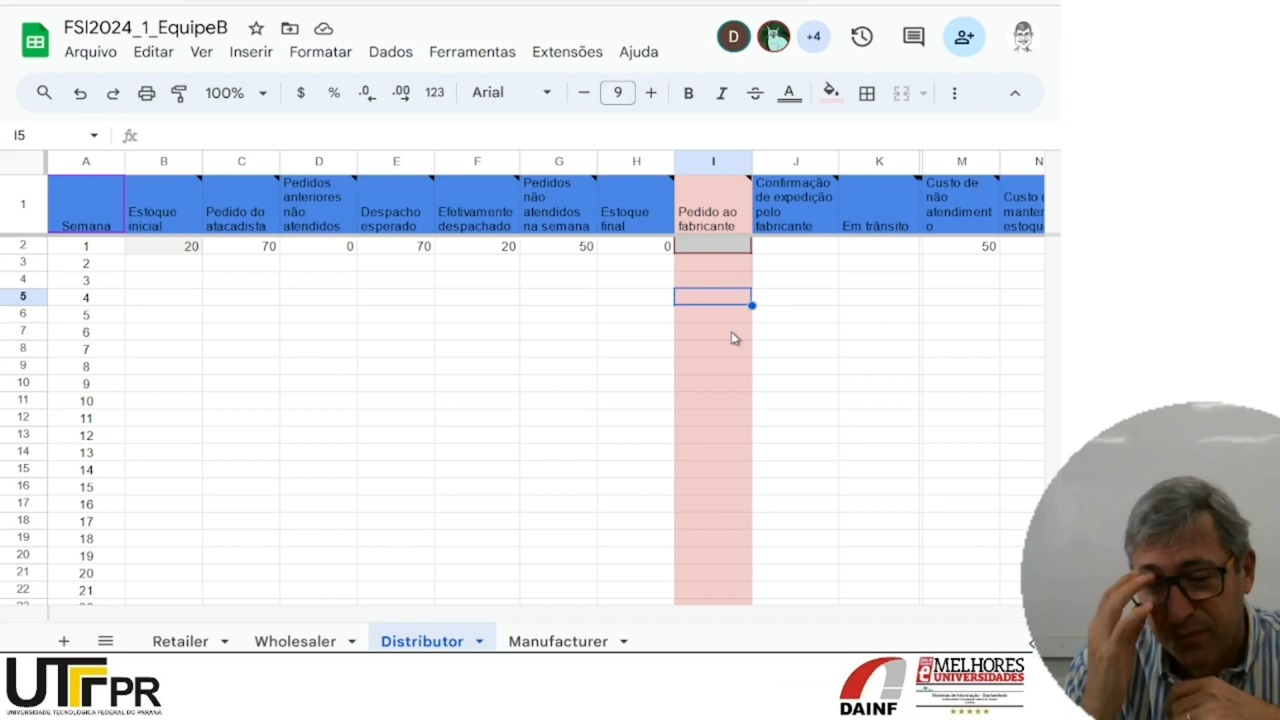 FSI2024_1_EquipeB
Arquivo Editar Ver Inserir Formatar Dados Ferramentas Extensões Ajuda
D +4
100% $ % .0 .00 123 Arial 9 B I S A
I5 fx
A B C D E F G H I J K M N
1 Semana
Estoque
inicial
Pedido do
atacadista
Pedidos
anteriores
não
atendidos
Despacho
esperado
Efetivamente
despachado
Pedidos
não
atendidos
na semana
Estoque
final
Pedido ao
fabricante
Confirmação
de expedição
pelo
fabricante
Em trânsito
Custo de
não
atendiment
o
Custo
manter
estoqu
2 1 20 70 0 70 20 50 0 50
3 2
4 3
5 4
6 5
7 6
8 7
9 8
10 9
11 10
12 11
13 12
14 13
15 14
16 15
17 16
18 17
19 18
20 19
21 20
22 21
+ Retailer Wholesaler Distributor Manufacturer
UTFPR
UNIVERSIDADE TECNOLÓGICA FEDERAL DO PARANÁ
DAINF
MELHORES
UNIVERSIDADES